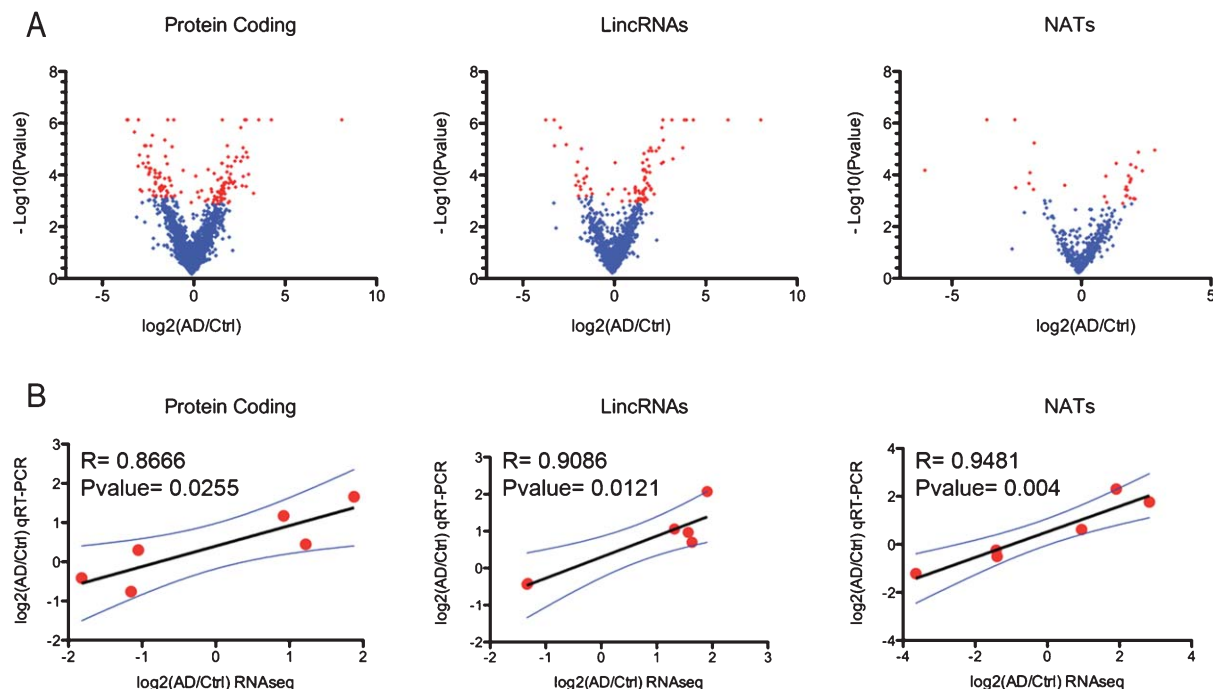 A
Protein Coding
LincRNAs
NATs
8
6
4
2
0
- Log10(Pvalue)
-5
0
5
10
log2(AD/Ctrl)
8
6
4
2
0
- Log10(Pvalue)
-5
0
5
10
log2(AD/Ctrl)
8
6
4
2
0
- Log10(Pvalue)
-5
0
5
log2(AD/Ctrl)
B
Protein Coding
LincRNAs
NATs
R= 0.8666
Pvalue= 0.0255
3
2
1
0
-1
-2
log2(AD/Ctrl) qRT-PCR
-2
-1
0
1
2
log2(AD/Ctrl) RNAseq
R= 0.9086
Pvalue= 0.0121
3
2
1
0
-1
-2
log2(AD/Ctrl) qRT-PCR
-2
-1
0
1
2
3
log2(AD/Ctrl) RNAseq
R= 0.9481
Pvalue= 0.004
4
2
0
-2
-4
log2(AD/Ctrl) qRT-PCR
-4
-2
0
2
4
log2(AD/Ctrl) RNAseq